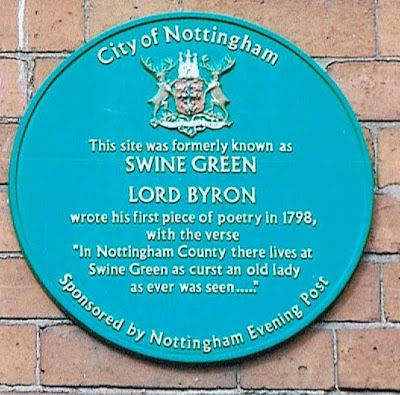 City of Nottingham
This site was formerly known as
SWINE GREEN
LORD BYRON
wrote his first piece of poetry in 1798,
with the verse
"In Nottingham County there lives at
Swine Green as curst an old lady
as ever was seen....."
Sponsored by Nottingham Evening Post